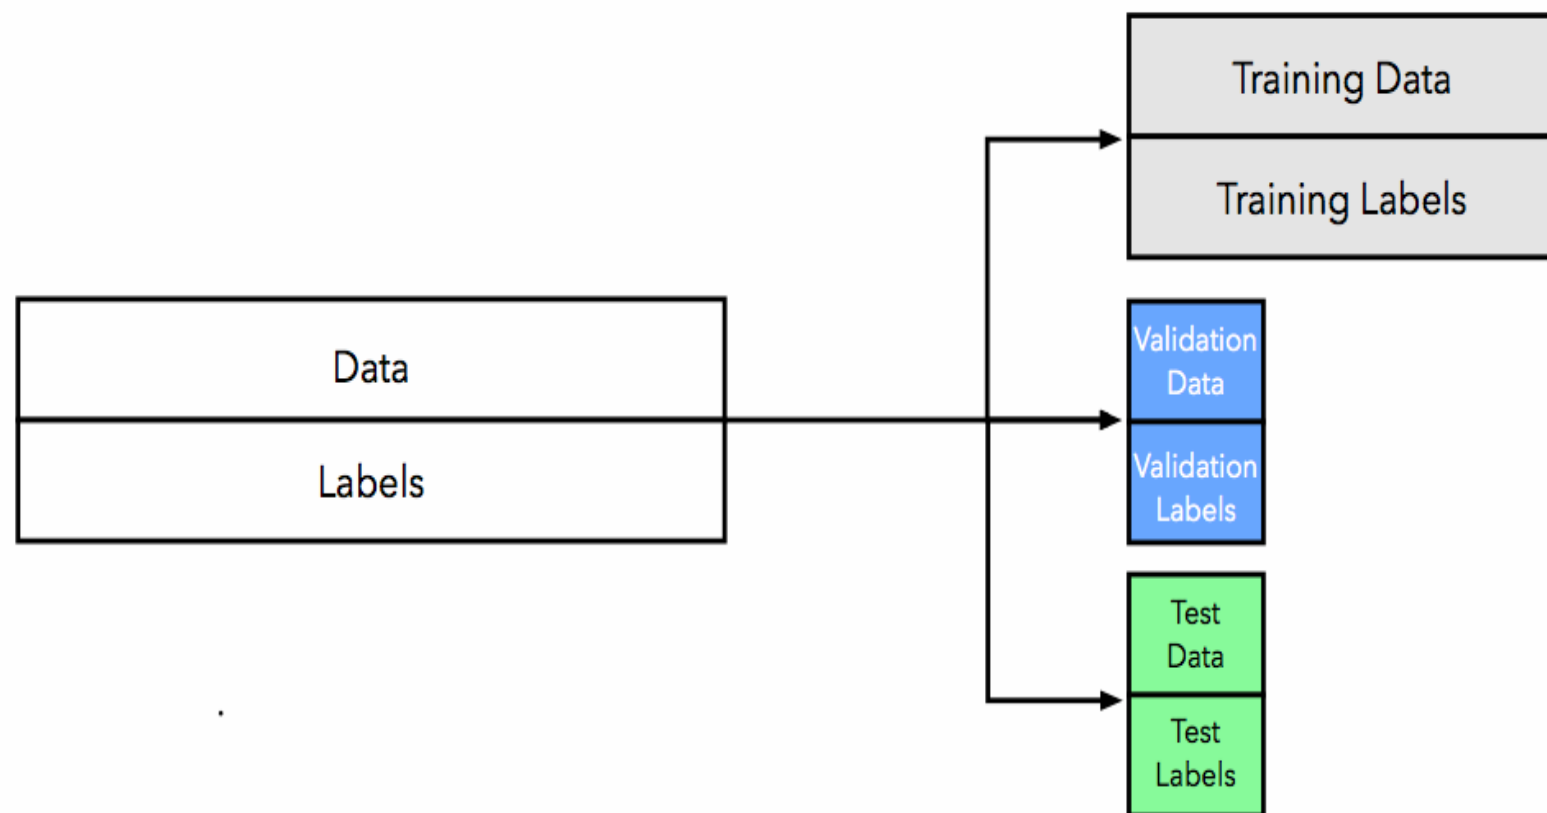 Data
Labels
Training Data
Training Labels
Validation
Data
Validation
Labels
Test
Data
Test
Labels